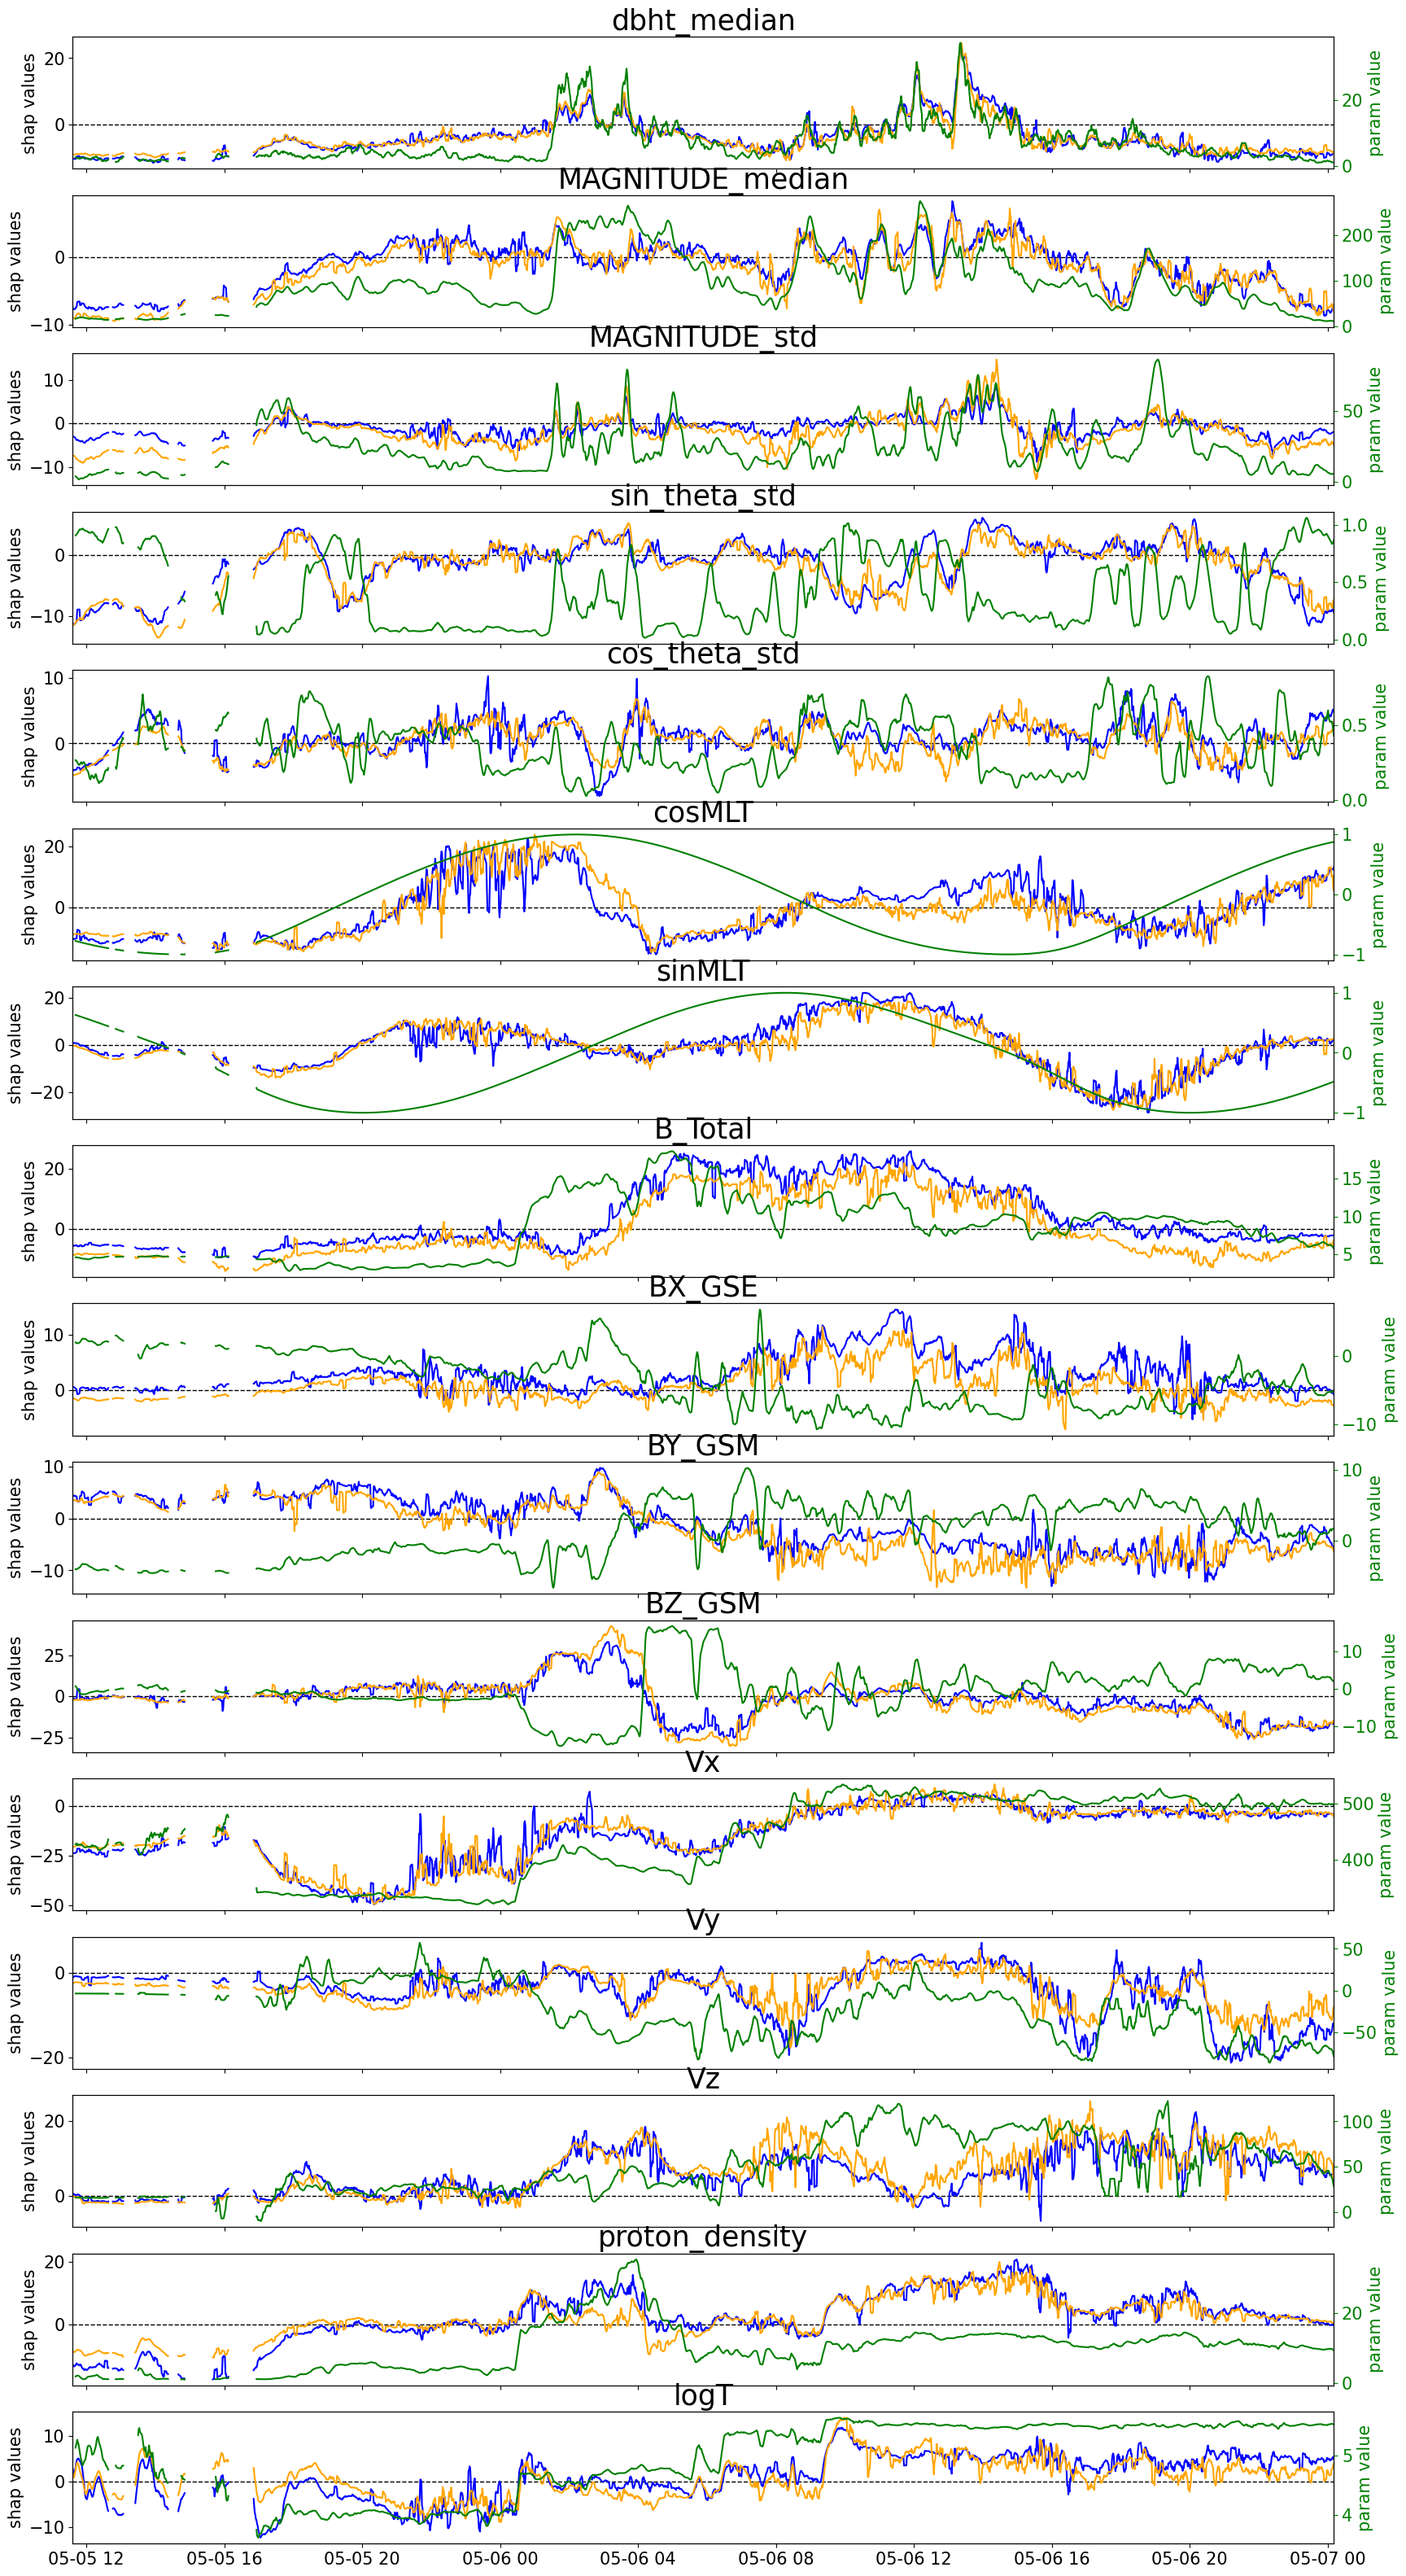 dbht_median
20
0
shap values
20
0
param value
MAGNITUDE_median
0
−10
shap values
200
100
0
param value
MAGNITUDE_std
10
0
−10
shap values
50
0
param value
sin_theta_std
0
−10
shap values
1.0
0.5
0.0
param value
cos_theta_std
10
0
shap values
0.5
0.0
param value
cosMLT
20
0
shap values
1
0
−1
param value
sinMLT
20
0
−20
shap values
1
0
−1
param value
B_Total
20
0
shap values
15
10
5
param value
BX_GSE
10
0
shap values
0
−10
param value
BY_GSM
10
0
−10
shap values
10
0
param value
BZ_GSM
25
0
−25
shap values
10
0
−10
param value
Vx
0
−25
−50
shap values
500
400
param value
Vy
0
−20
shap values
50
0
−50
param value
Vz
20
0
shap values
100
50
0
param value
proton_density
20
0
shap values
20
0
param value
logT
10
0
−10
shap values
5
4
param value
05-05 12 05-05 16 05-05 20 05-06 00 05-06 04 05-06 08 05-06 12 05-06 16 05-06 20 05-07 00